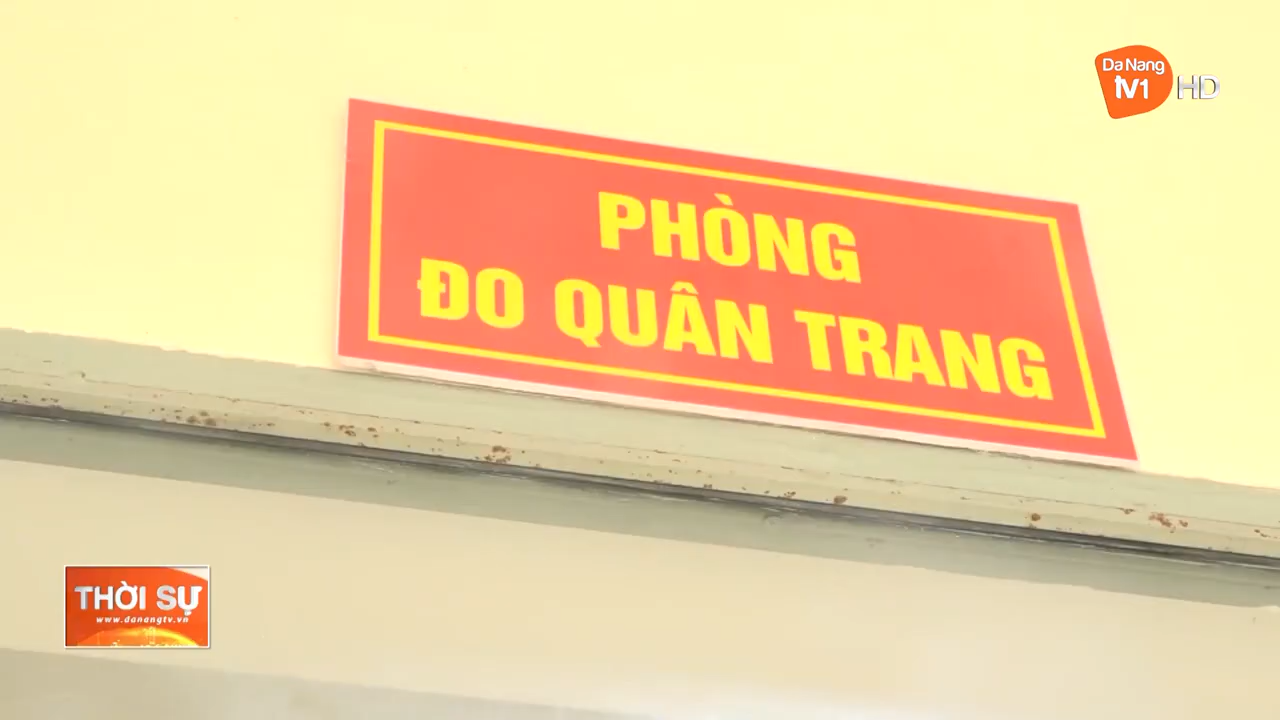 Da Nang
TV1 HD
PHÒNG
ĐO QUÂN TRANG
THỜI SỰ
www.danangtv.vn